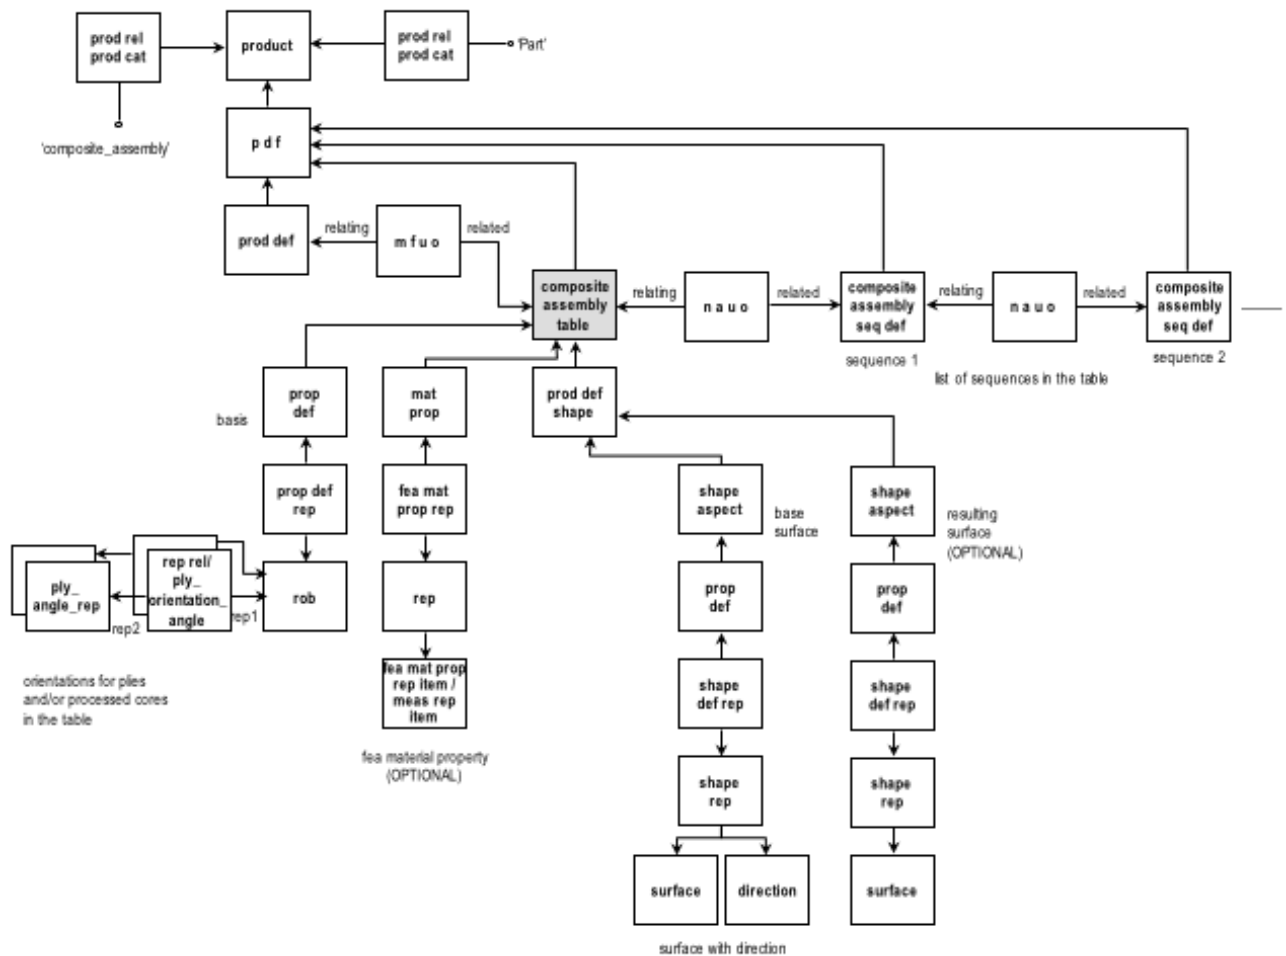 prod rel
prod cat
product
prod rel
prod cat
'Part'
p d f
'composite_assembly'
prod def
relating
m f u o
related
composite
assembly
table
relating
n a u o
related
composite
assembly
seq def
relating
n a u o
related
composite
assembly
seq def
sequence 1
sequence 2
list of sequences in the table
basis
prop
def
mat
prop
prod def
shape
prop def
rep
fea mat
prop rep
shape
aspect
base
surface
shape
aspect
resulting
surface
(OPTIONAL)
ply_
angle_rep
rep2
rep rel/
ply_
orientation_
angle
rep1
rob
rep
prop
def
prop
def
orientations for plies
and/or processed cores
in the table
fea mat prop
rep item /
meas rep
item
shape
def rep
shape
def rep
fea material property
(OPTIONAL)
shape
rep
shape
rep
surface
direction
surface
surface with direction